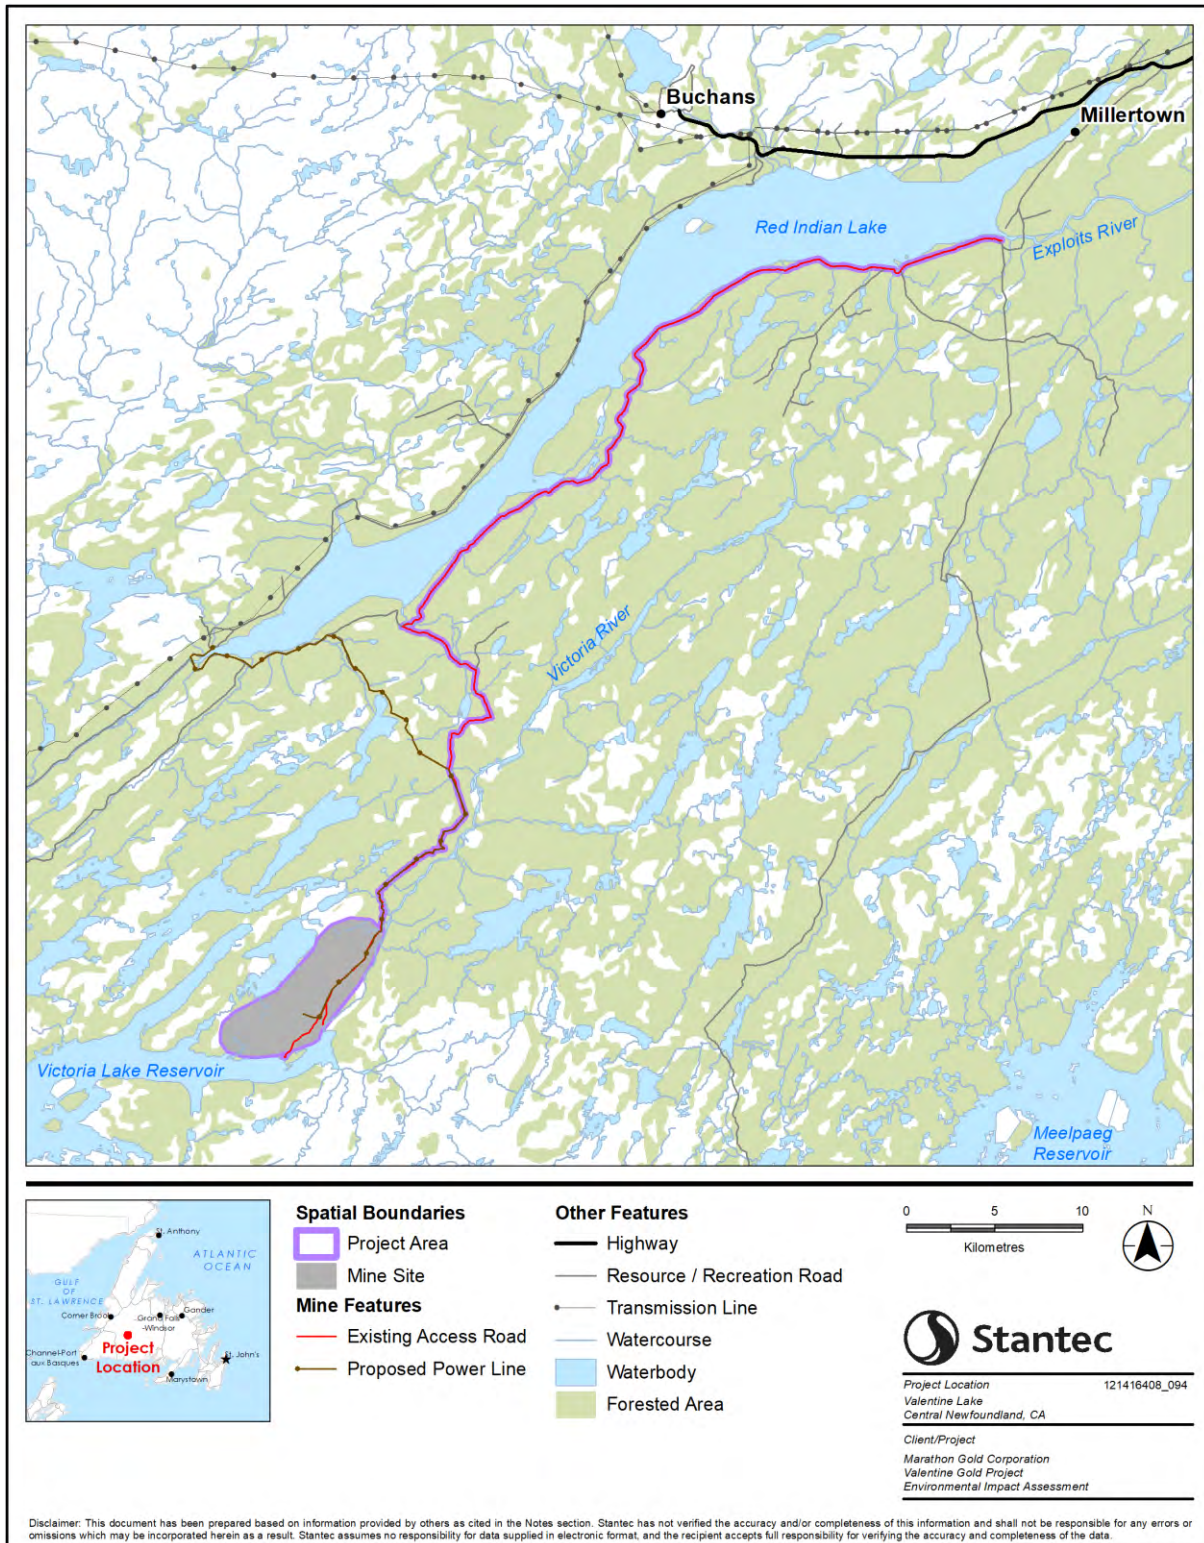 Buchans
Millertown
Red Indian Lake
Exploits River
Victoria River
Victoria Lake Reservoir
Meelpaeg
Reservoir
St. Anthony
ATLANTIC
OCEAN
GULF
OF
ST. LAWRENCE
Corner Brook
Grand Falls
-Windsor
Gander
Project
Location
Channel-Port
aux Basques
St. John's
Marystown
Spatial Boundaries
Project Area
Mine Site
Mine Features
Existing Access Road
Proposed Power Line
Other Features
Highway
Resource / Recreation Road
Transmission Line
Watercourse
Waterbody
Forested Area
0 5 10
Kilometres
N
Stantec
Project Location 121416408_094
Valentine Lake
Central Newfoundland, CA
Client/Project
Marathon Gold Corporation
Valentine Gold Project
Environmental Impact Assessment
Disclaimer: This document has been prepared based on information provided by others as cited in the Notes section. Stantec has not verified the accuracy and/or completeness of this information and shall not be responsible for any errors or
omissions which may be incorporated herein as a result. Stantec assumes no responsibility for data supplied in electronic format, and the recipient accepts full responsibility for verifying the accuracy and completeness of the data.